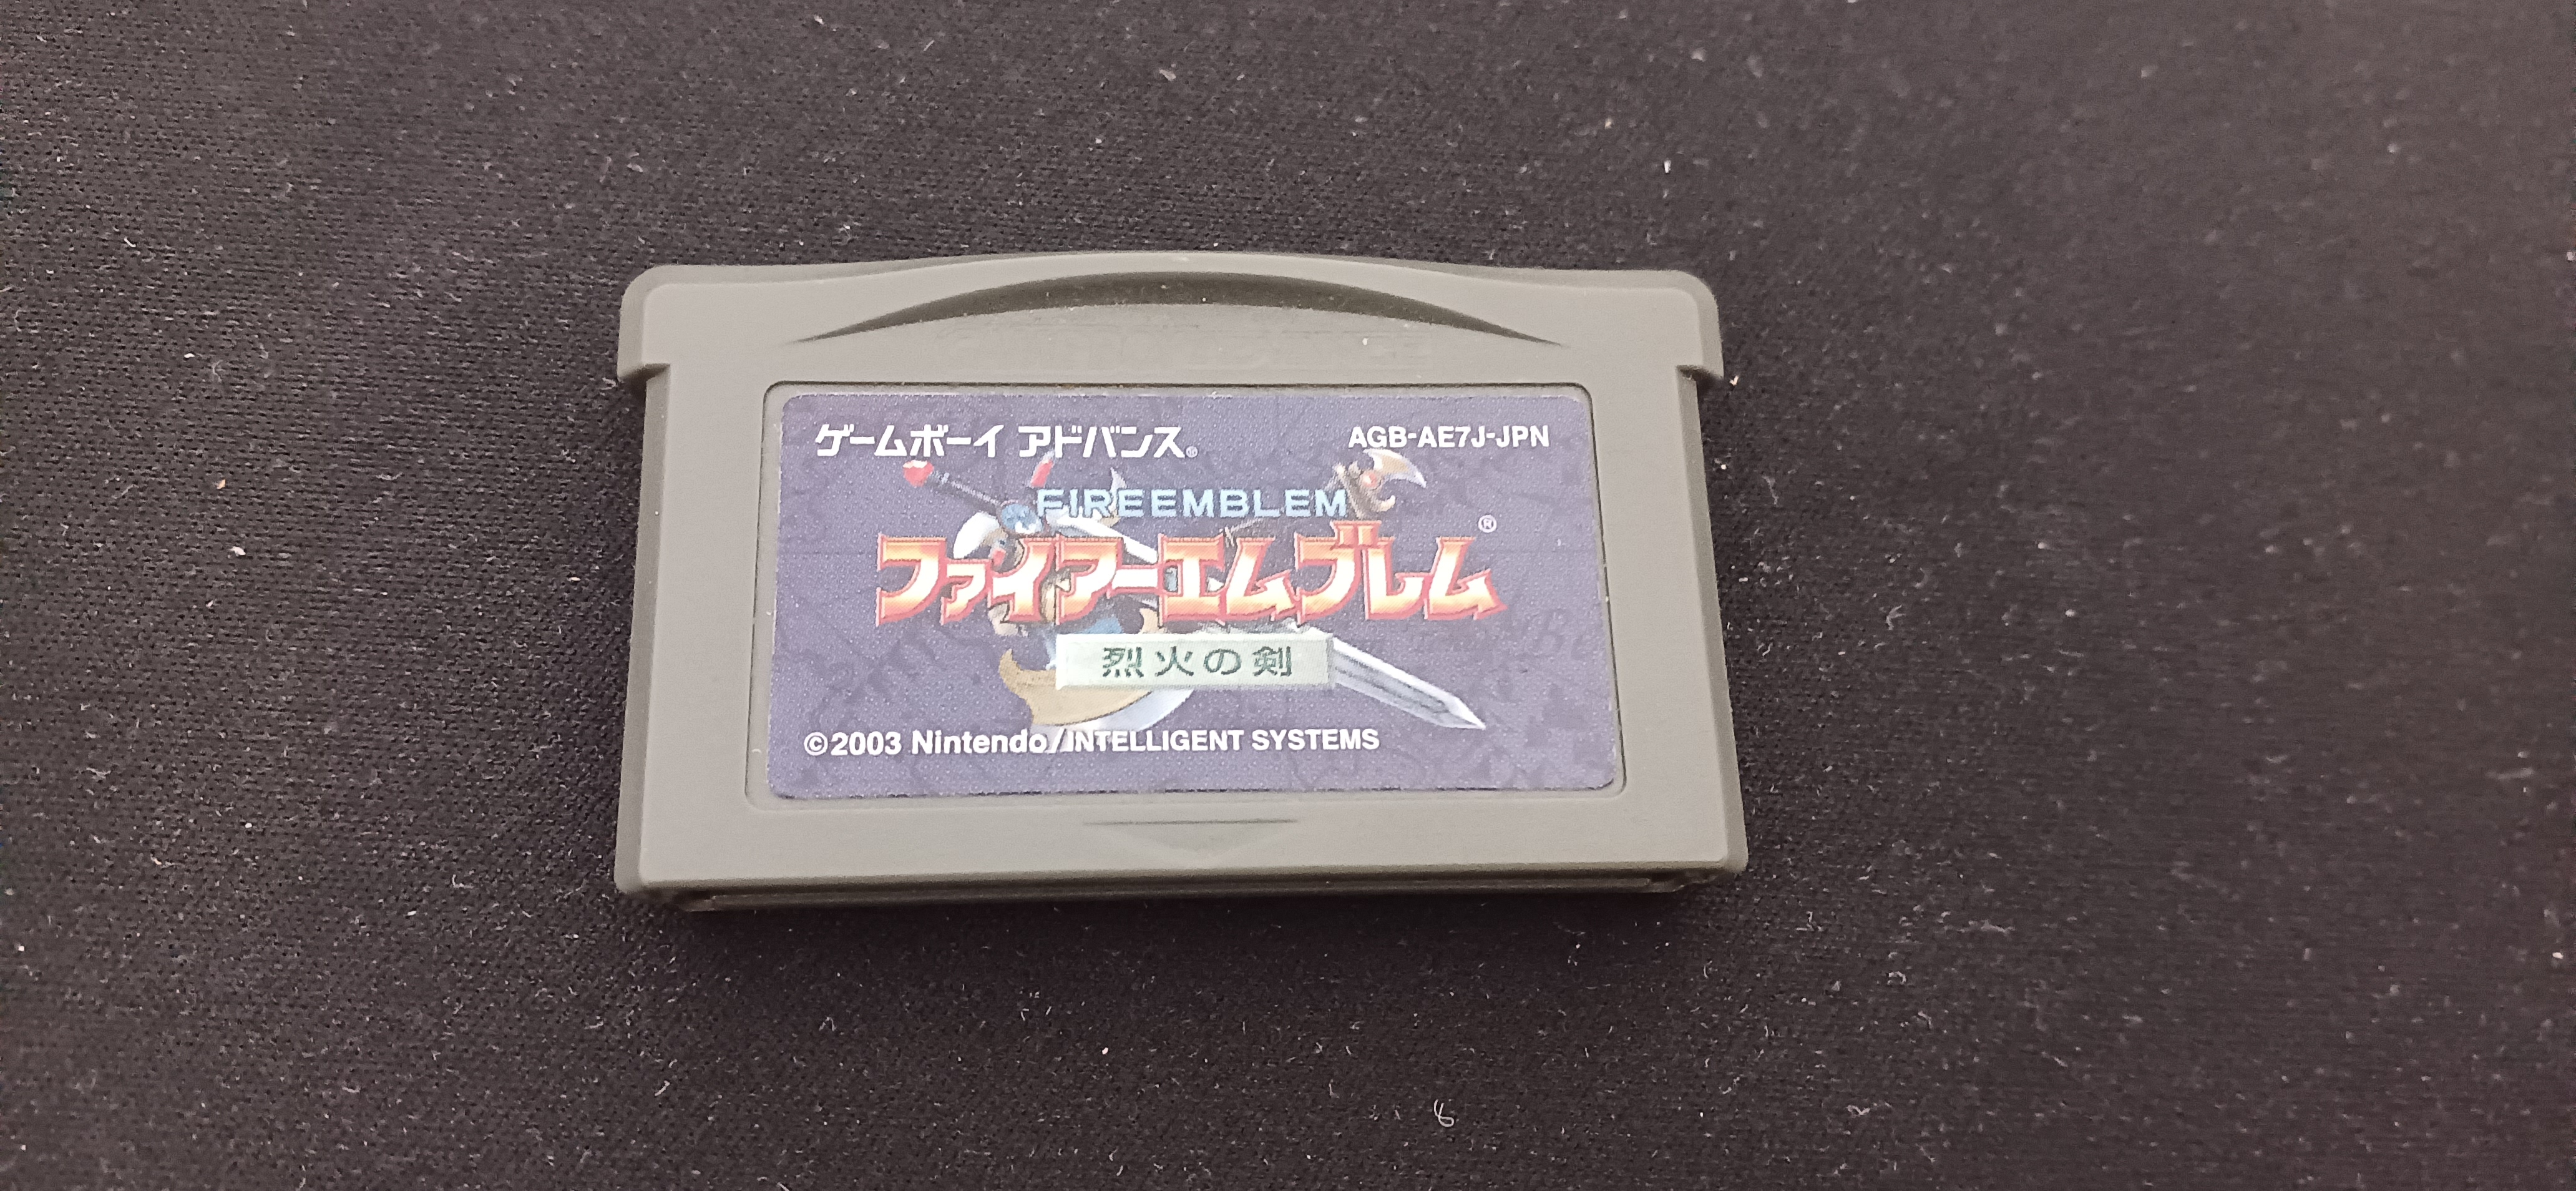 ゲームボーイ アドバンス®
AGB-AE7J-JPN
FIREEMBLEM
ファイアーエムブレム®
烈火の剣
©2003 Nintendo/INTELLIGENT SYSTEMS